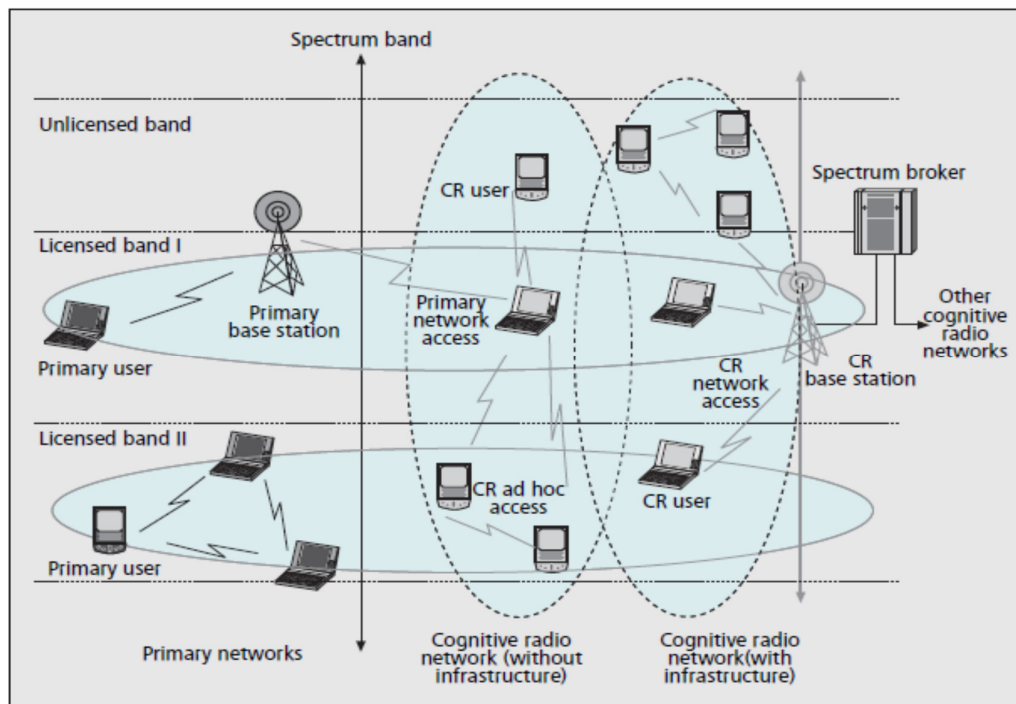 Spectrum band
Unlicensed band
CR user
Spectrum broker
Licensed band I
Primary
base station
Primary
network
access
Primary user
CR
network
access
CR
base station
Other
cognitive
radio
networks
Licensed band II
CR ad hoc
access
CR user
Primary user
Primary networks
Cognitive radio
network (without
infrastructure)
Cognitive radio
network(with
infrastructure)